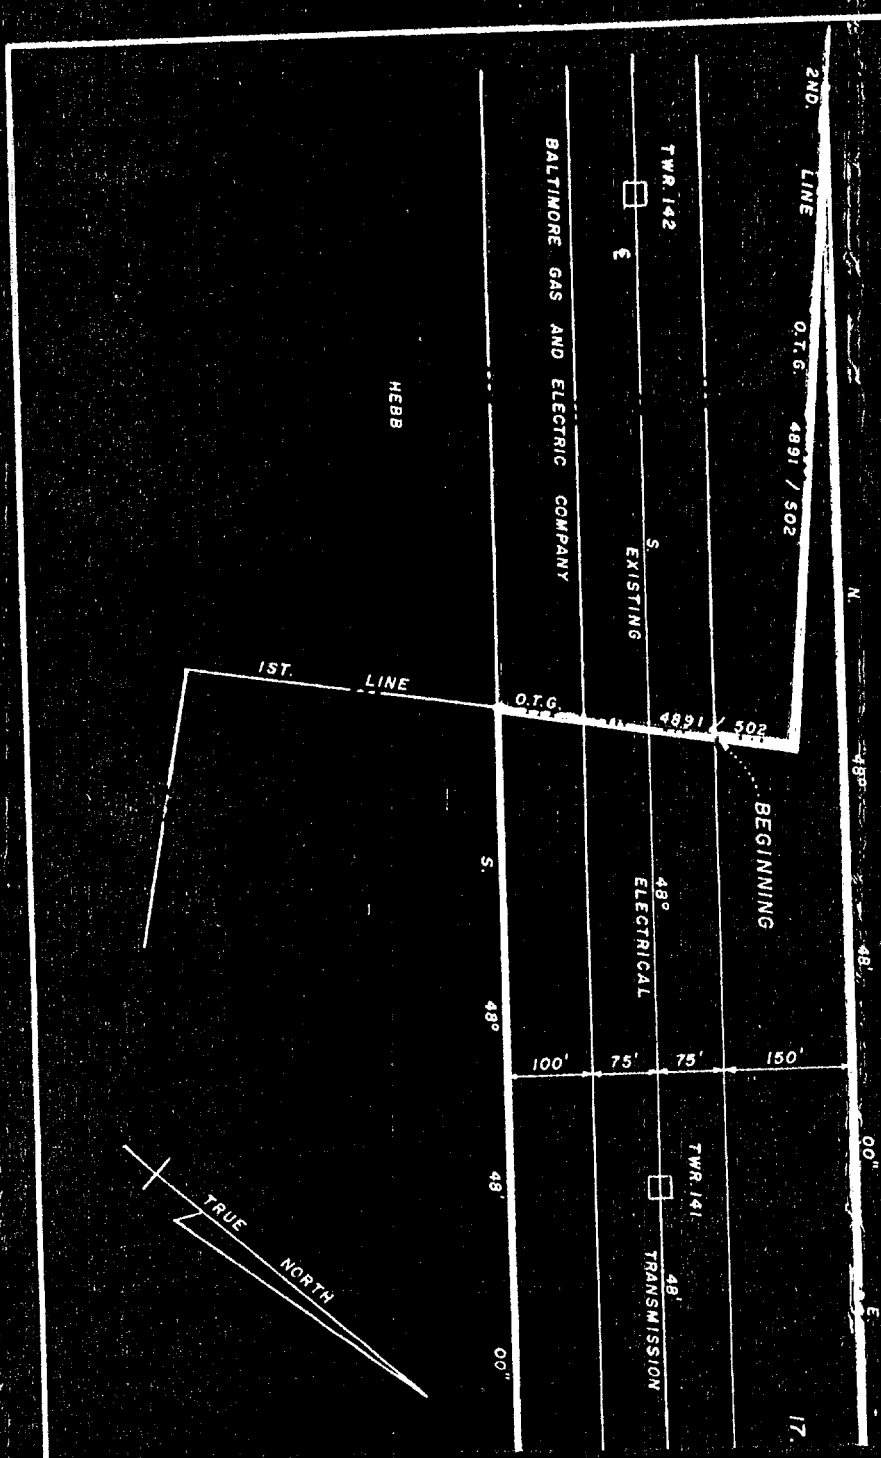 2ND. LINE O.T.G. 4891 / 502
N. 48° 48' 00" E.
TWR. 142
℄
BALTIMORE GAS AND ELECTRIC COMPANY
HEBB
S. 48° 48'
EXISTING ELECTRICAL TRANSMISSION
1ST. LINE O.T.G. 4891 / 502
BEGINNING
S. 48° 48' 00"
100' 75' 75' 150'
TWR. 141
TRUE NORTH
17.